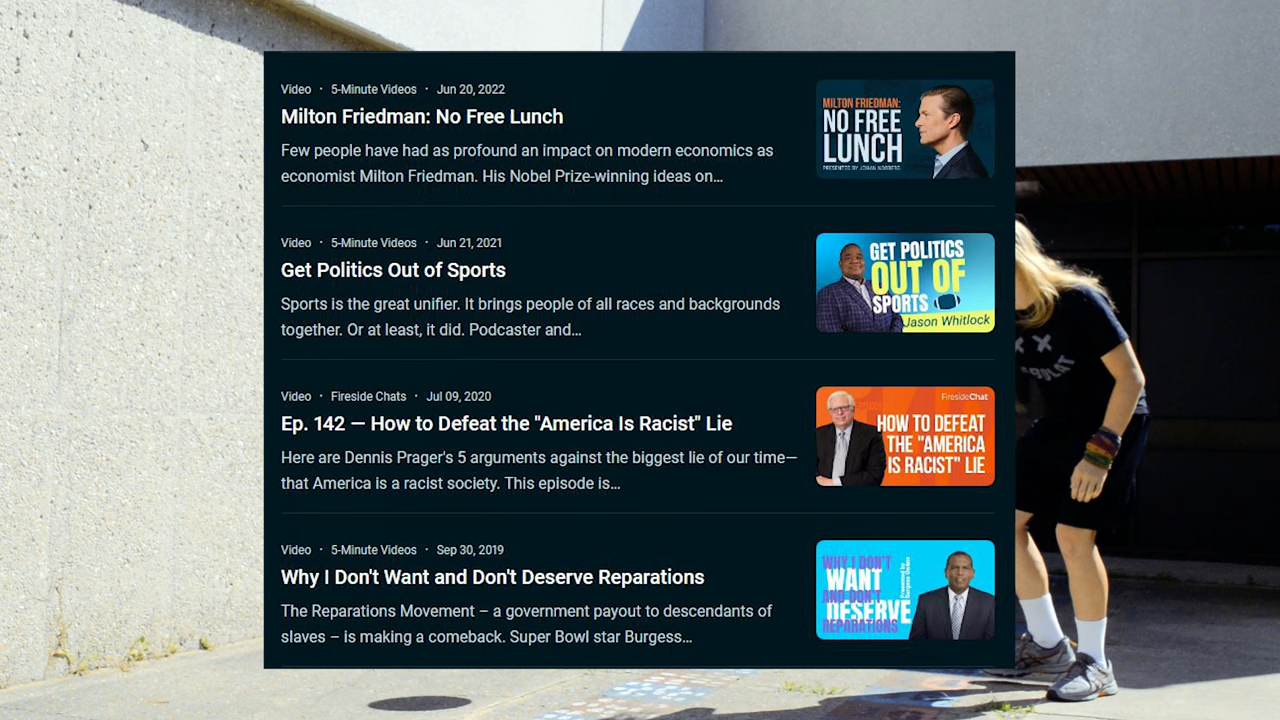 Video · 5-Minute Videos · Jun 20, 2022
Milton Friedman: No Free Lunch
Few people have had as profound an impact on modern economics as
economist Milton Friedman. His Nobel Prize-winning ideas on…
MILTON FRIEDMAN:
NO FREE
LUNCH
PRESENTED BY JOHAN NORBERG
Video · 5-Minute Videos · Jun 21, 2021
Get Politics Out of Sports
Sports is the great unifier. It brings people of all races and backgrounds
together. Or at least, it did. Podcaster and…
GET POLITICS
OUT OF
SPORTS
Jason Whitlock
Video · Fireside Chats · Jul 09, 2020
Ep. 142 — How to Defeat the "America Is Racist" Lie
Here are Dennis Prager's 5 arguments against the biggest lie of our time—
that America is a racist society. This episode is…
FiresideChat
HOW TO DEFEAT
THE "AMERICA
IS RACIST" LIE
Video · 5-Minute Videos · Sep 30, 2019
Why I Don't Want and Don't Deserve Reparations
The Reparations Movement – a government payout to descendants of
slaves – is making a comeback. Super Bowl star Burgess…
WHY I DON'T
WANT
AND DON'T
DESERVE
REPARATIONS
Presented by
Burgess Owens